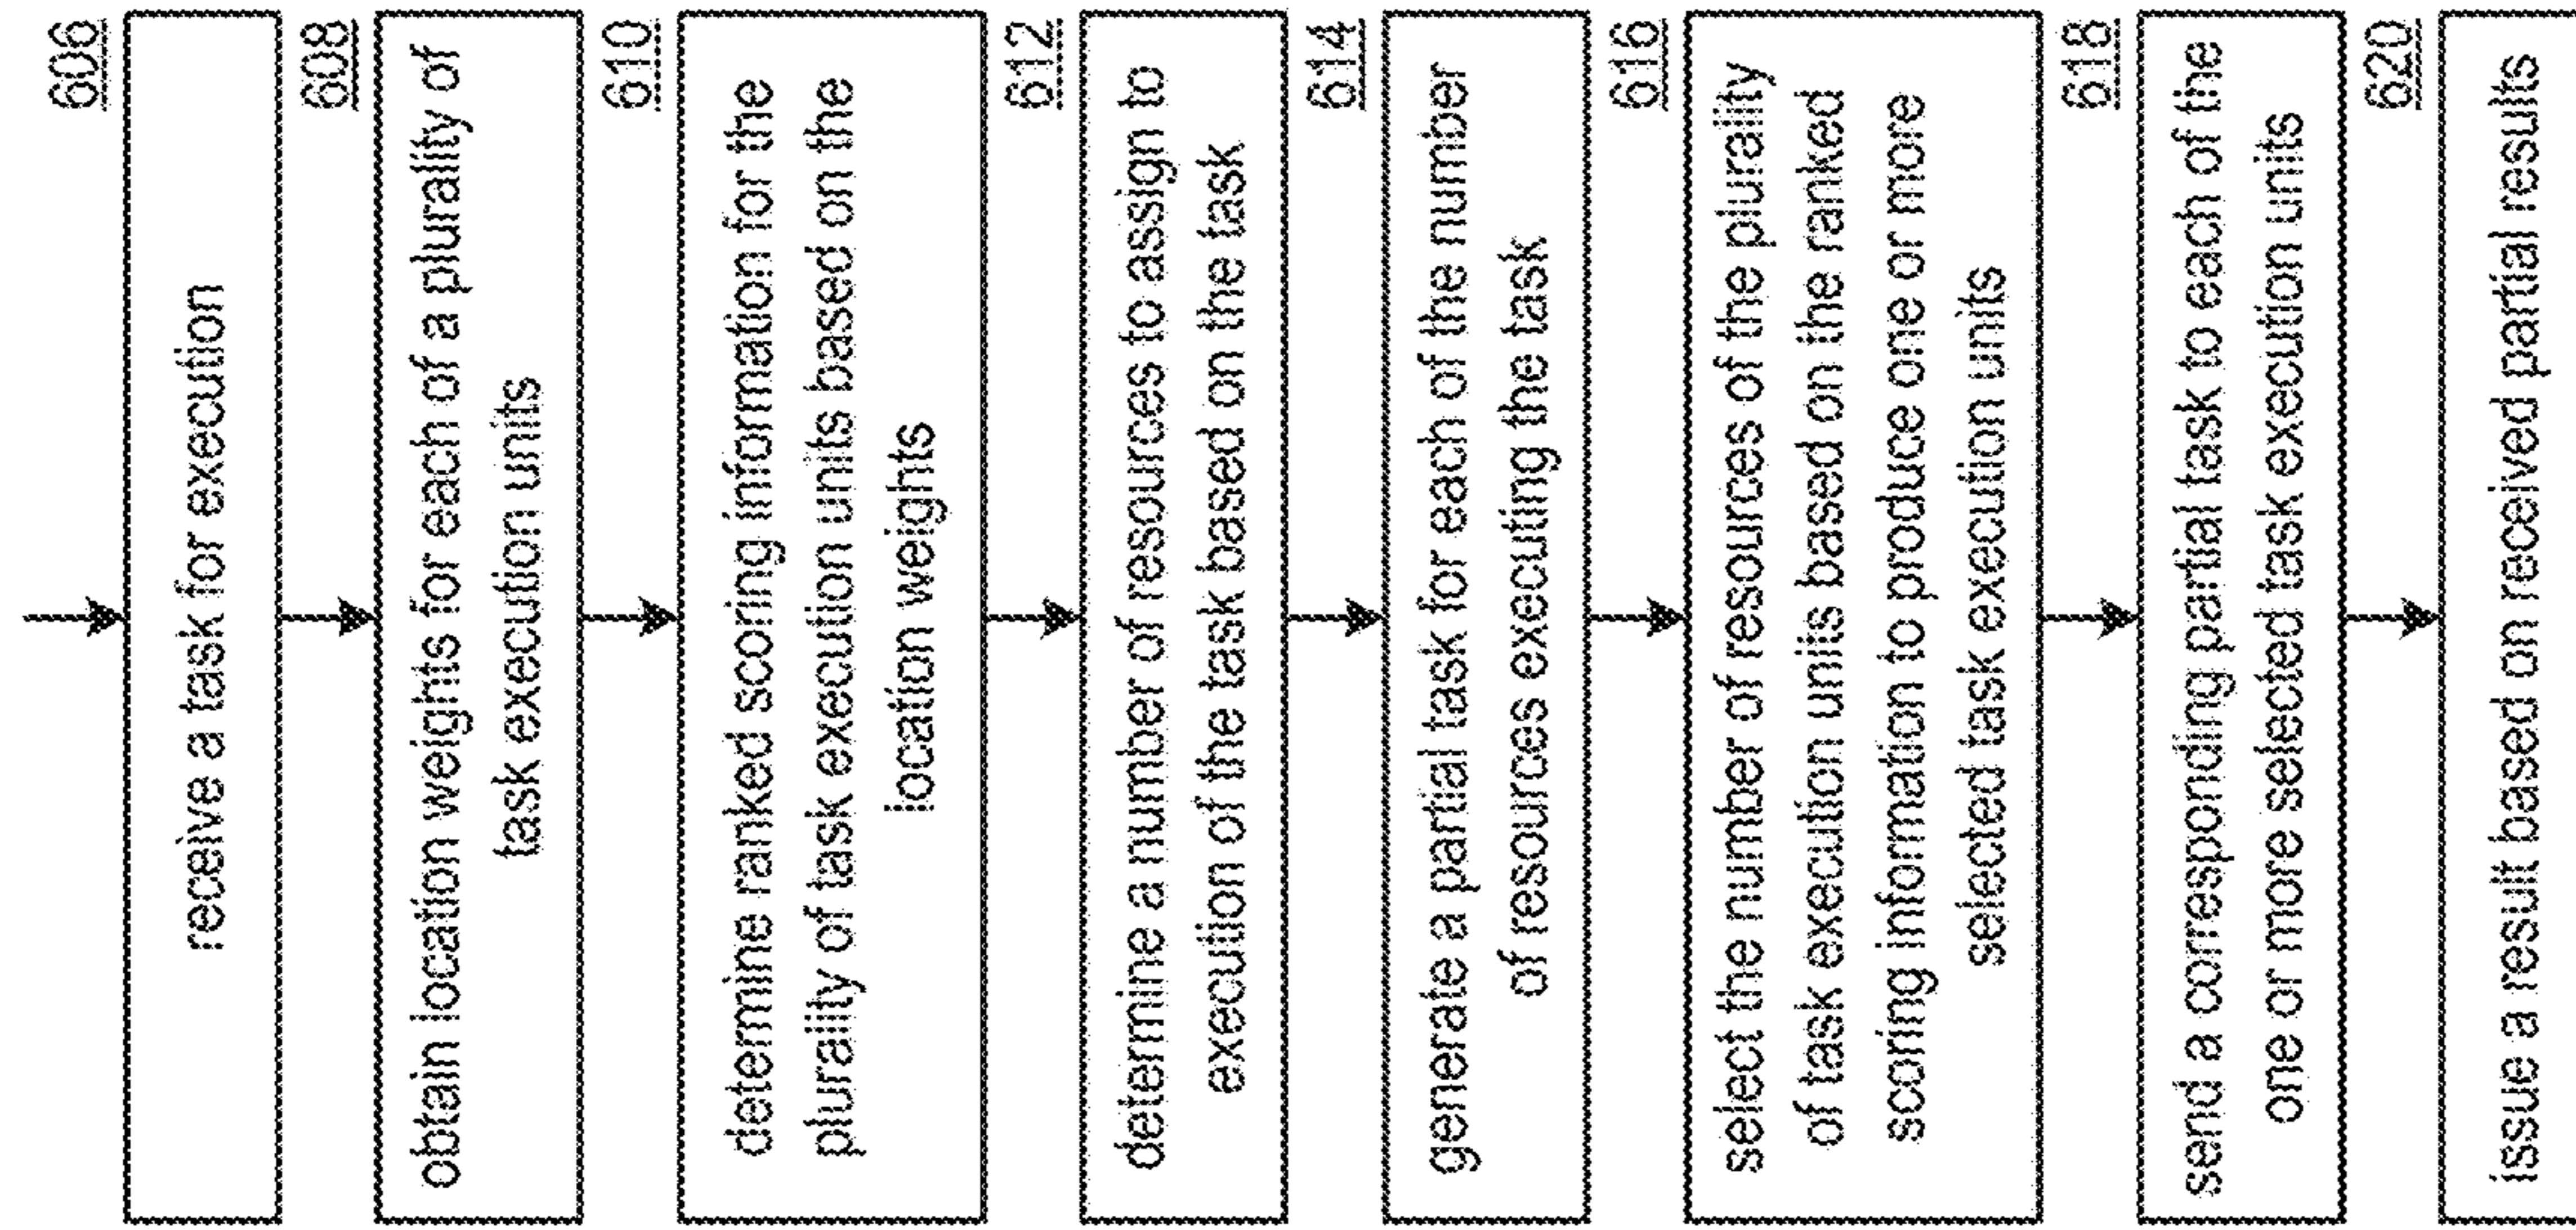 606
receive a task for execution
608
obtain location weights for each of a plurality of
task execution units
610
determine ranked scoring information for the
plurality of task execution units based on the
location weights
612
determine a number of resources to assign to
execution of the task based on the task
614
generate a partial task for each of the number
of resources executing the task
616
select the number of resources of the plurality
of task execution units based on the ranked
scoring information to produce one or more
selected task execution units
618
send a corresponding partial task to each of the
one or more selected task execution units
620
issue a result based on received partial results